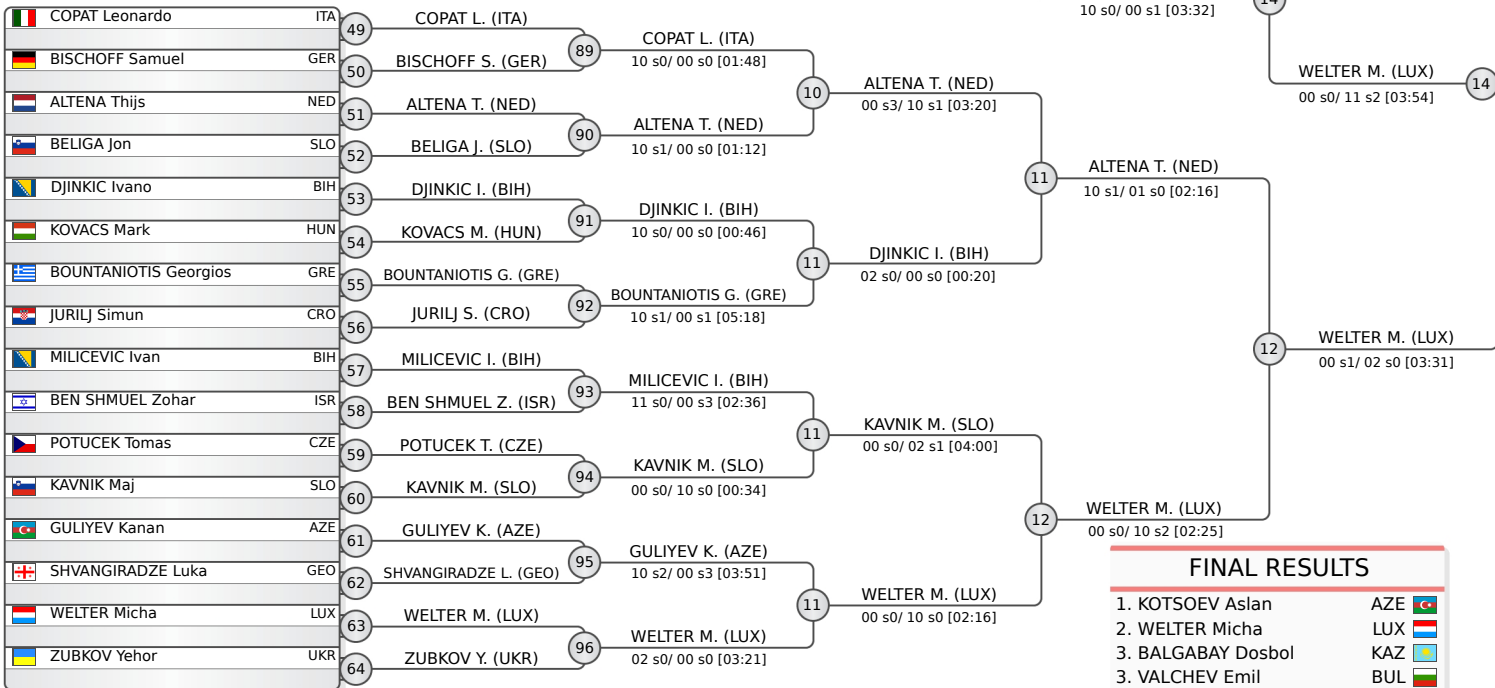 COPAT Leonardo ITA
BISCHOFF Samuel GER
ALTENA Thijs NED
BELIGA Jon SLO
DJINKIC Ivano BIH
KOVACS Mark HUN
BOUNTANIOTIS Georgios GRE
JURILJ Simun CRO
MILICEVIC Ivan BIH
BEN SHMUEL Zohar ISR
POTUCEK Tomas CZE
KAVNIK Maj SLO
GULIYEV Kanan AZE
SHVANGIRADZE Luka GEO
WELTER Micha LUX
ZUBKOV Yehor UKR
49
50
51
52
53
54
55
56
57
58
59
60
61
62
63
64
COPAT L. (ITA)
BISCHOFF S. (GER)
ALTENA T. (NED)
BELIGA J. (SLO)
DJINKIC I. (BIH)
KOVACS M. (HUN)
BOUNTANIOTIS G. (GRE)
JURILJ S. (CRO)
MILICEVIC I. (BIH)
BEN SHMUEL Z. (ISR)
POTUCEK T. (CZE)
KAVNIK M. (SLO)
GULIYEV K. (AZE)
SHVANGIRADZE L. (GEO)
WELTER M. (LUX)
ZUBKOV Y. (UKR)
89
90
91
92
93
94
95
96
COPAT L. (ITA)
10 s0/ 00 s0 [01:48]
ALTENA T. (NED)
10 s1/ 00 s0 [01:12]
DJINKIC I. (BIH)
10 s0/ 00 s0 [00:46]
BOUNTANIOTIS G. (GRE)
10 s1/ 00 s1 [05:18]
MILICEVIC I. (BIH)
11 s0/ 00 s3 [02:36]
KAVNIK M. (SLO)
00 s0/ 10 s0 [00:34]
GULIYEV K. (AZE)
10 s2/ 00 s3 [03:51]
WELTER M. (LUX)
02 s0/ 00 s0 [03:21]
10
11
11
11
ALTENA T. (NED)
00 s3/ 10 s1 [03:20]
DJINKIC I. (BIH)
02 s0/ 00 s0 [00:20]
KAVNIK M. (SLO)
00 s0/ 02 s1 [04:00]
WELTER M. (LUX)
00 s0/ 10 s0 [02:16]
11
12
10 s0/ 00 s1 [03:32]
ALTENA T. (NED)
10 s1/ 01 s0 [02:16]
WELTER M. (LUX)
00 s0/ 10 s2 [02:25]
14
12
WELTER M. (LUX)
00 s0/ 11 s2 [03:54]
14
WELTER M. (LUX)
00 s1/ 02 s0 [03:31]
FINAL RESULTS
1. KOTSOEV Aslan AZE
2. WELTER Micha LUX
3. BALGABAY Dosbol KAZ
3. VALCHEV Emil BUL